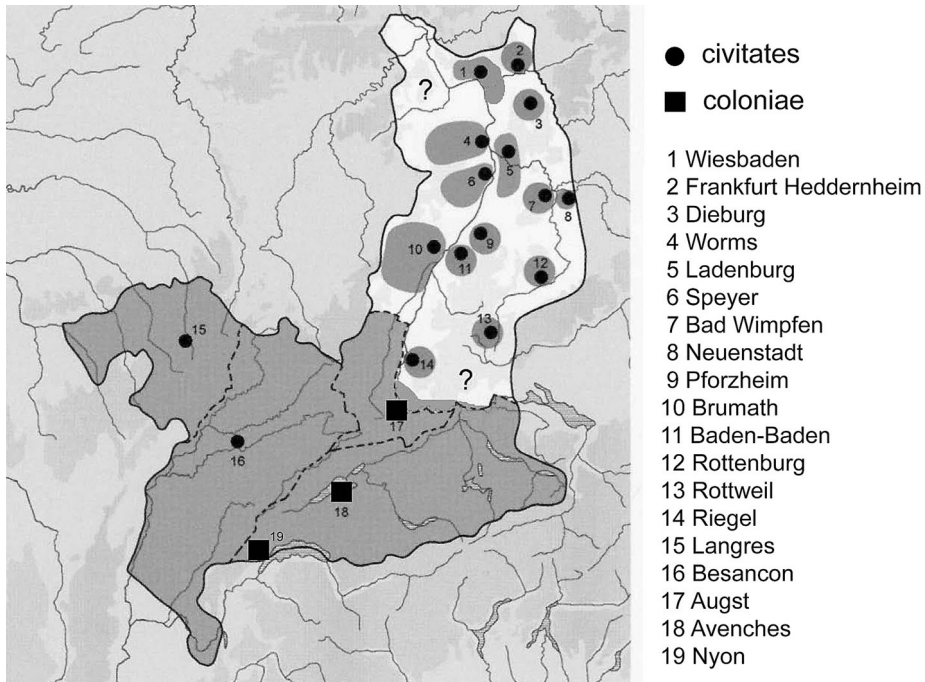 civitates
coloniae
1 Wiesbaden
2 Frankfurt Heddernheim
3 Dieburg
4 Worms
5 Ladenburg
6 Speyer
7 Bad Wimpfen
8 Neuenstadt
9 Pforzheim
10 Brumath
11 Baden-Baden
12 Rottenburg
13 Rottweil
14 Riegel
15 Langres
16 Besancon
17 Augst
18 Avenches
19 Nyon
2
1
?
3
4
5
6
7
8
9
10
11
12
13
15
14
?
17
16
18
19